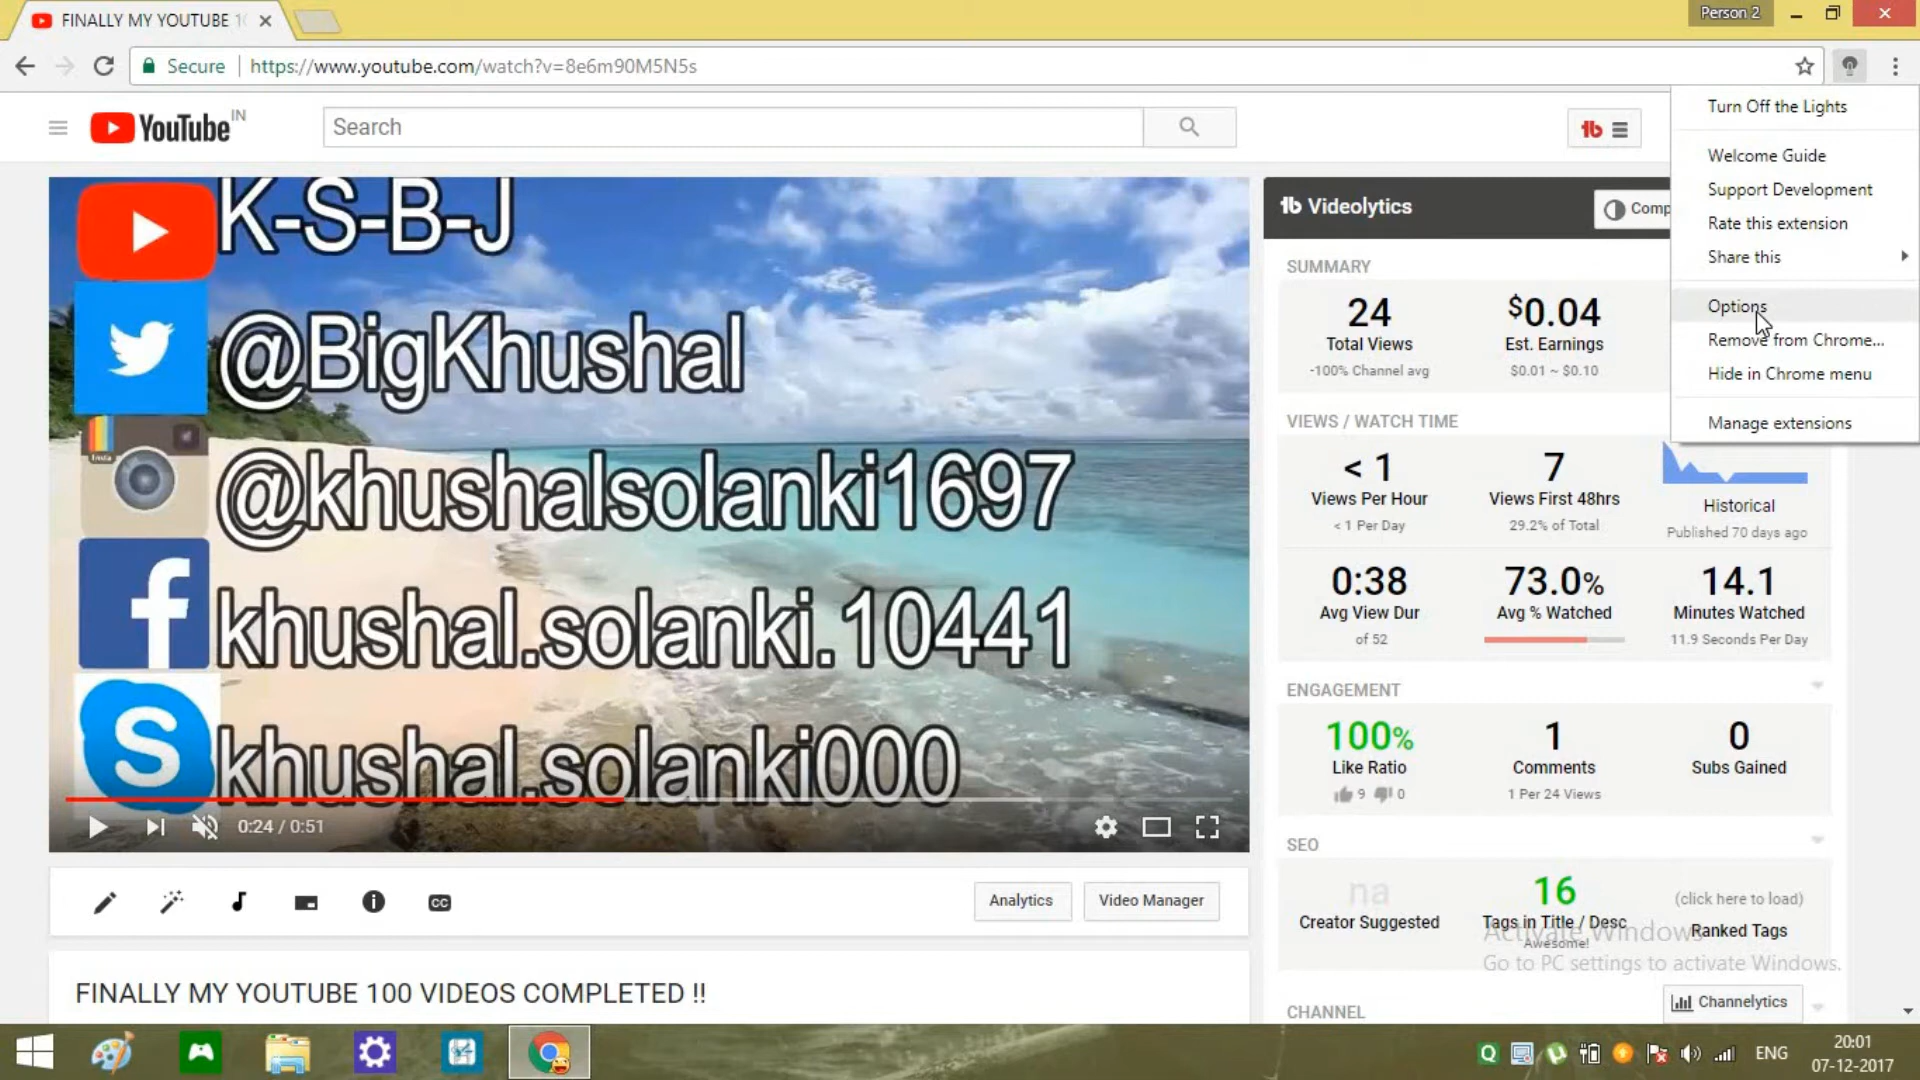 FINALLY MY YOUTUBE 10
Person 2
Secure
https://www.youtube.com/watch?v=8e6m90M5N5s
YouTube IN
Search
tb
Turn Off the Lights
Welcome Guide
Support Development
Rate this extension
Share this
Options
Remove from Chrome...
Hide in Chrome menu
Manage extensions
K-S-B-J
@BigKhushal
Insta
@khushalsolanki1697
khushal.solanki.10441
khushal.solanki000
0:24 / 0:51
CC
Analytics
Video Manager
FINALLY MY YOUTUBE 100 VIDEOS COMPLETED !!
tb Videolytics
Comp
SUMMARY
24
Total Views
-100% Channel avg
$0.04
Est. Earnings
$0.01 ~ $0.10
VIEWS / WATCH TIME
< 1
Views Per Hour
< 1 Per Day
7
Views First 48hrs
29.2% of Total
Historical
Published 70 days ago
0:38
Avg View Dur
of 52
73.0%
Avg % Watched
14.1
Minutes Watched
11.9 Seconds Per Day
ENGAGEMENT
100%
Like Ratio
9 0
1
Comments
1 Per 24 Views
0
Subs Gained
SEO
na
Creator Suggested
16
Tags in Title / Desc
Awesome!
(click here to load)
Ranked Tags
Activate Windows
Go to PC settings to activate Windows.
CHANNEL
Channelytics
ENG
20:01
07-12-2017